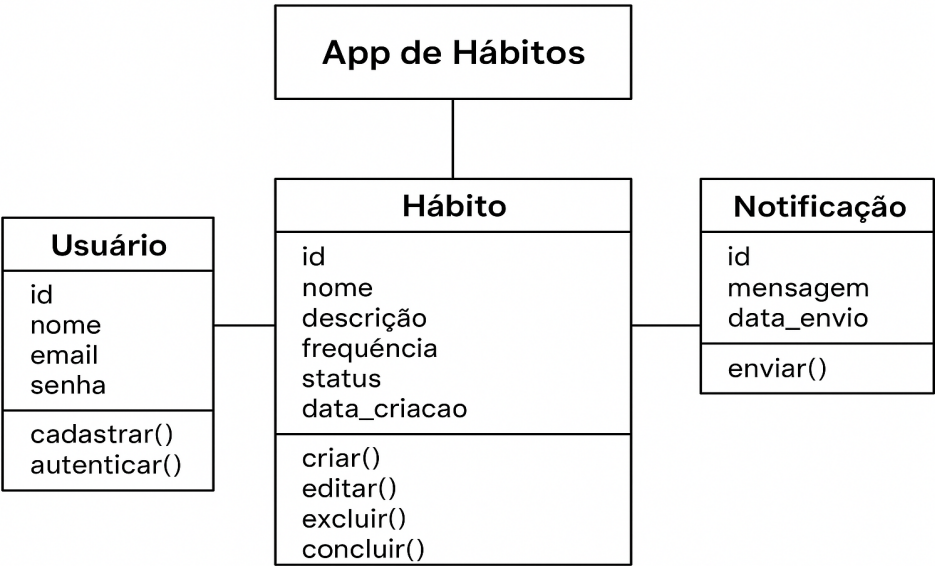 App de Hábitos
Usuário
id
nome
email
senha
cadastrar()
autenticar()
Hábito
id
nome
descrição
frequéncia
status
data_criacao
criar()
editar()
excluir()
concluir()
Notificação
id
mensagem
data_envio
enviar()